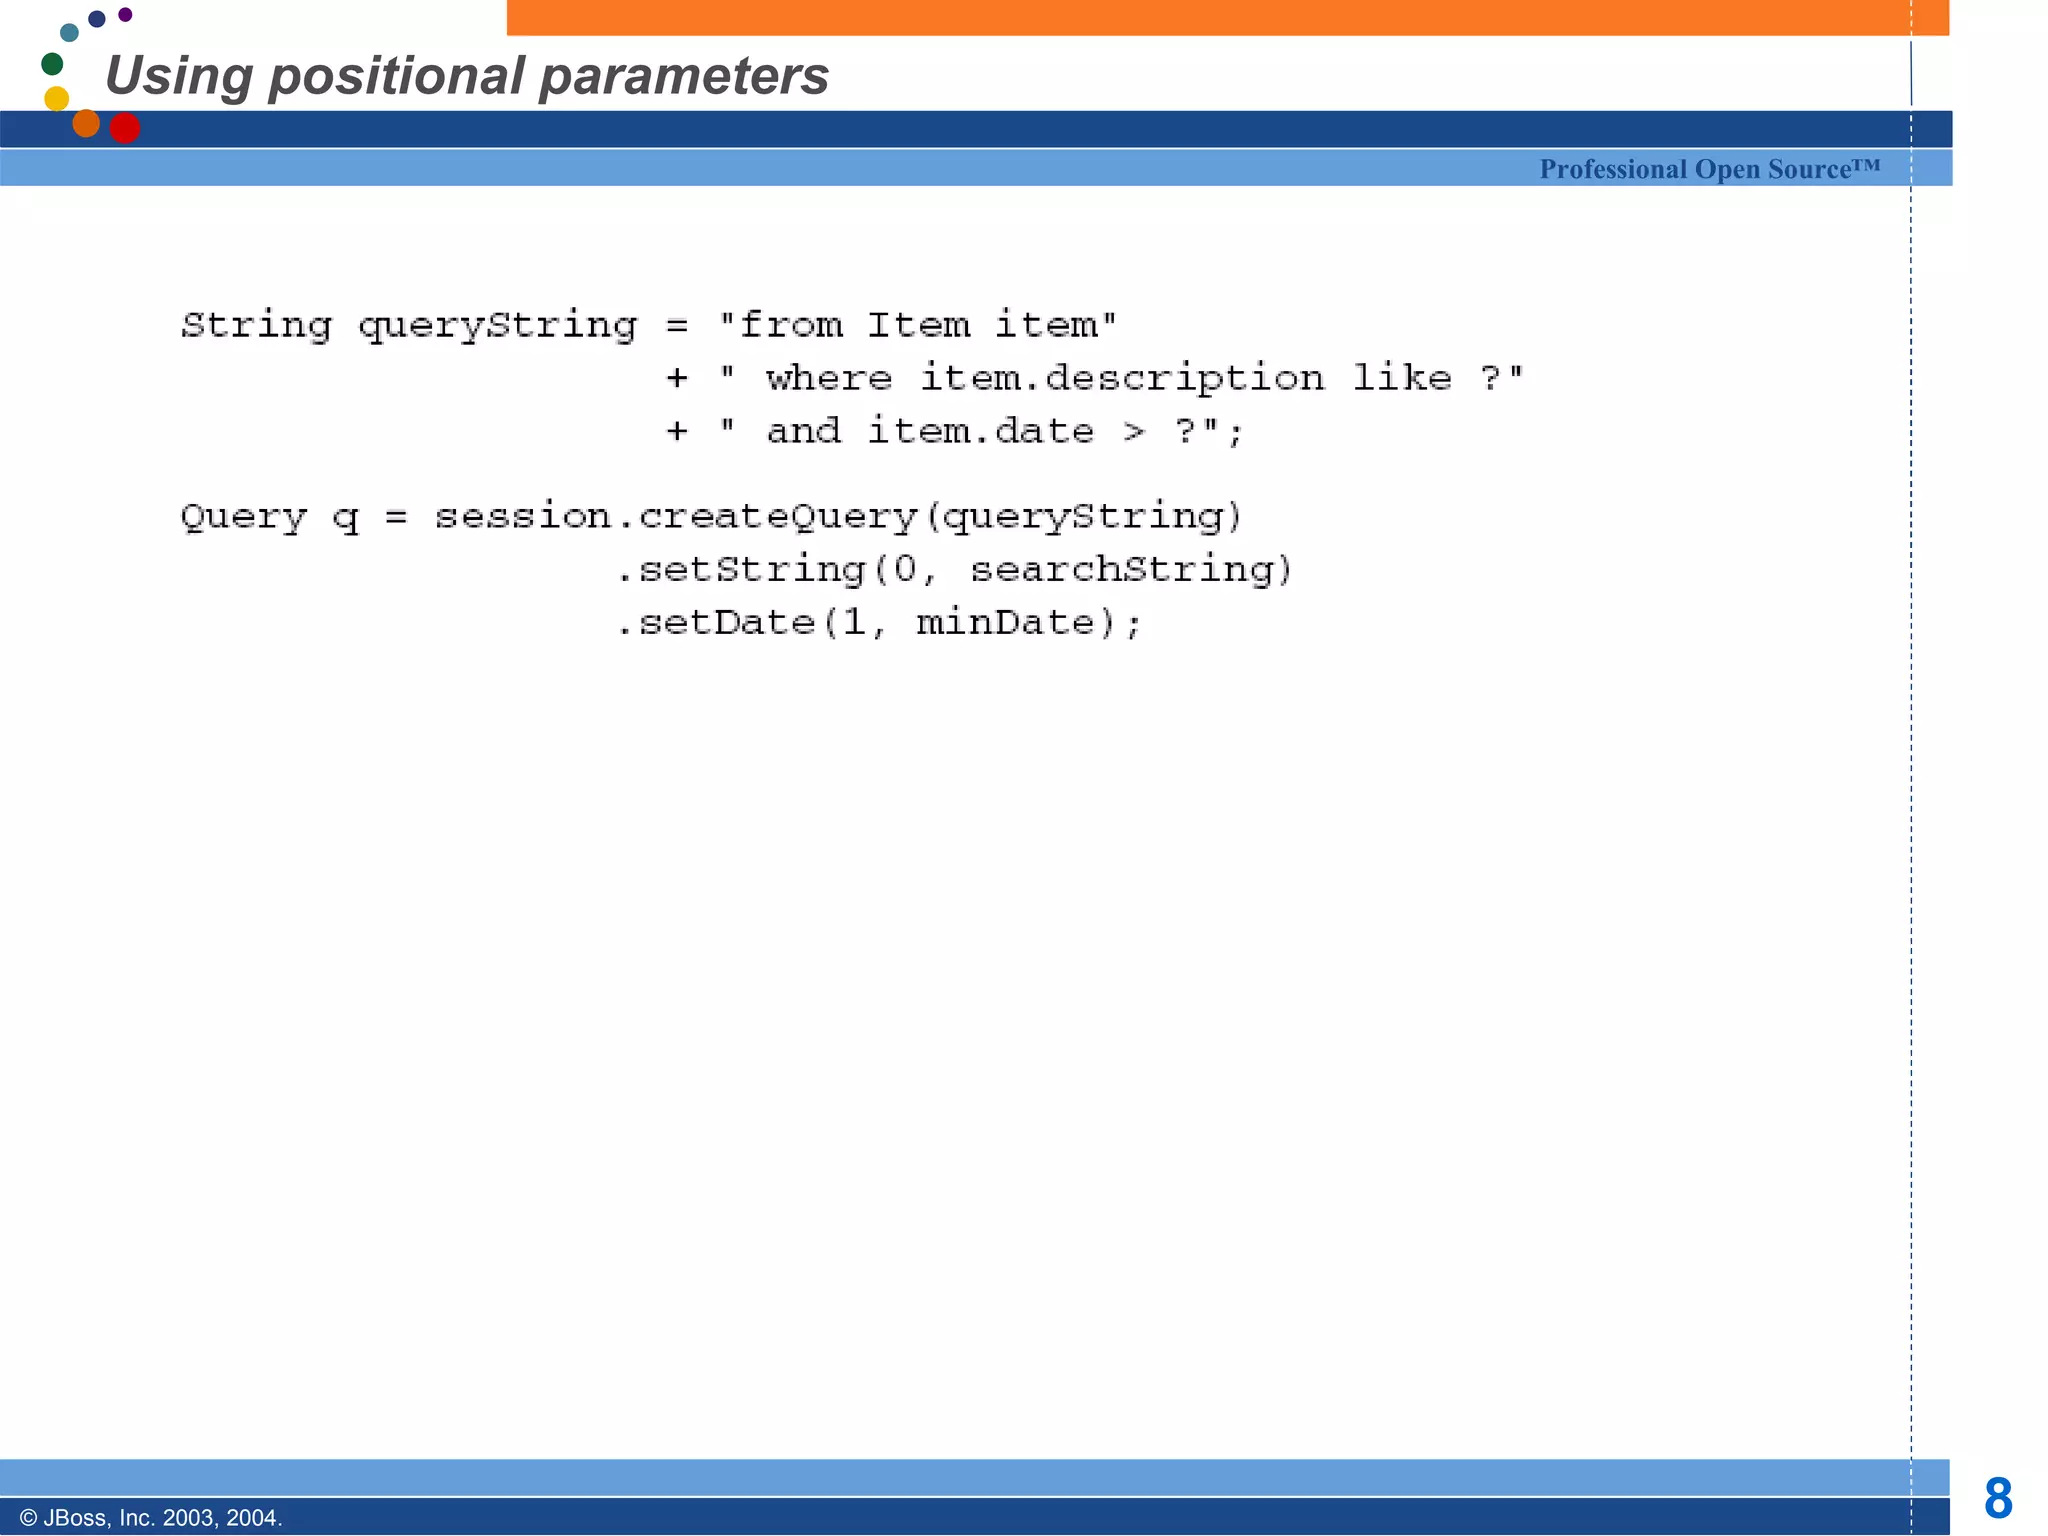 Using positional parameters
Professional Open Source™
String queryString = "from Item item"
+ " where item.description like ?"
+ " and item.date > ?";
Query q = session.createQuery(queryString)
.setString(0, searchString)
.setDate(1, minDate);
© JBoss, Inc. 2003, 2004.
8